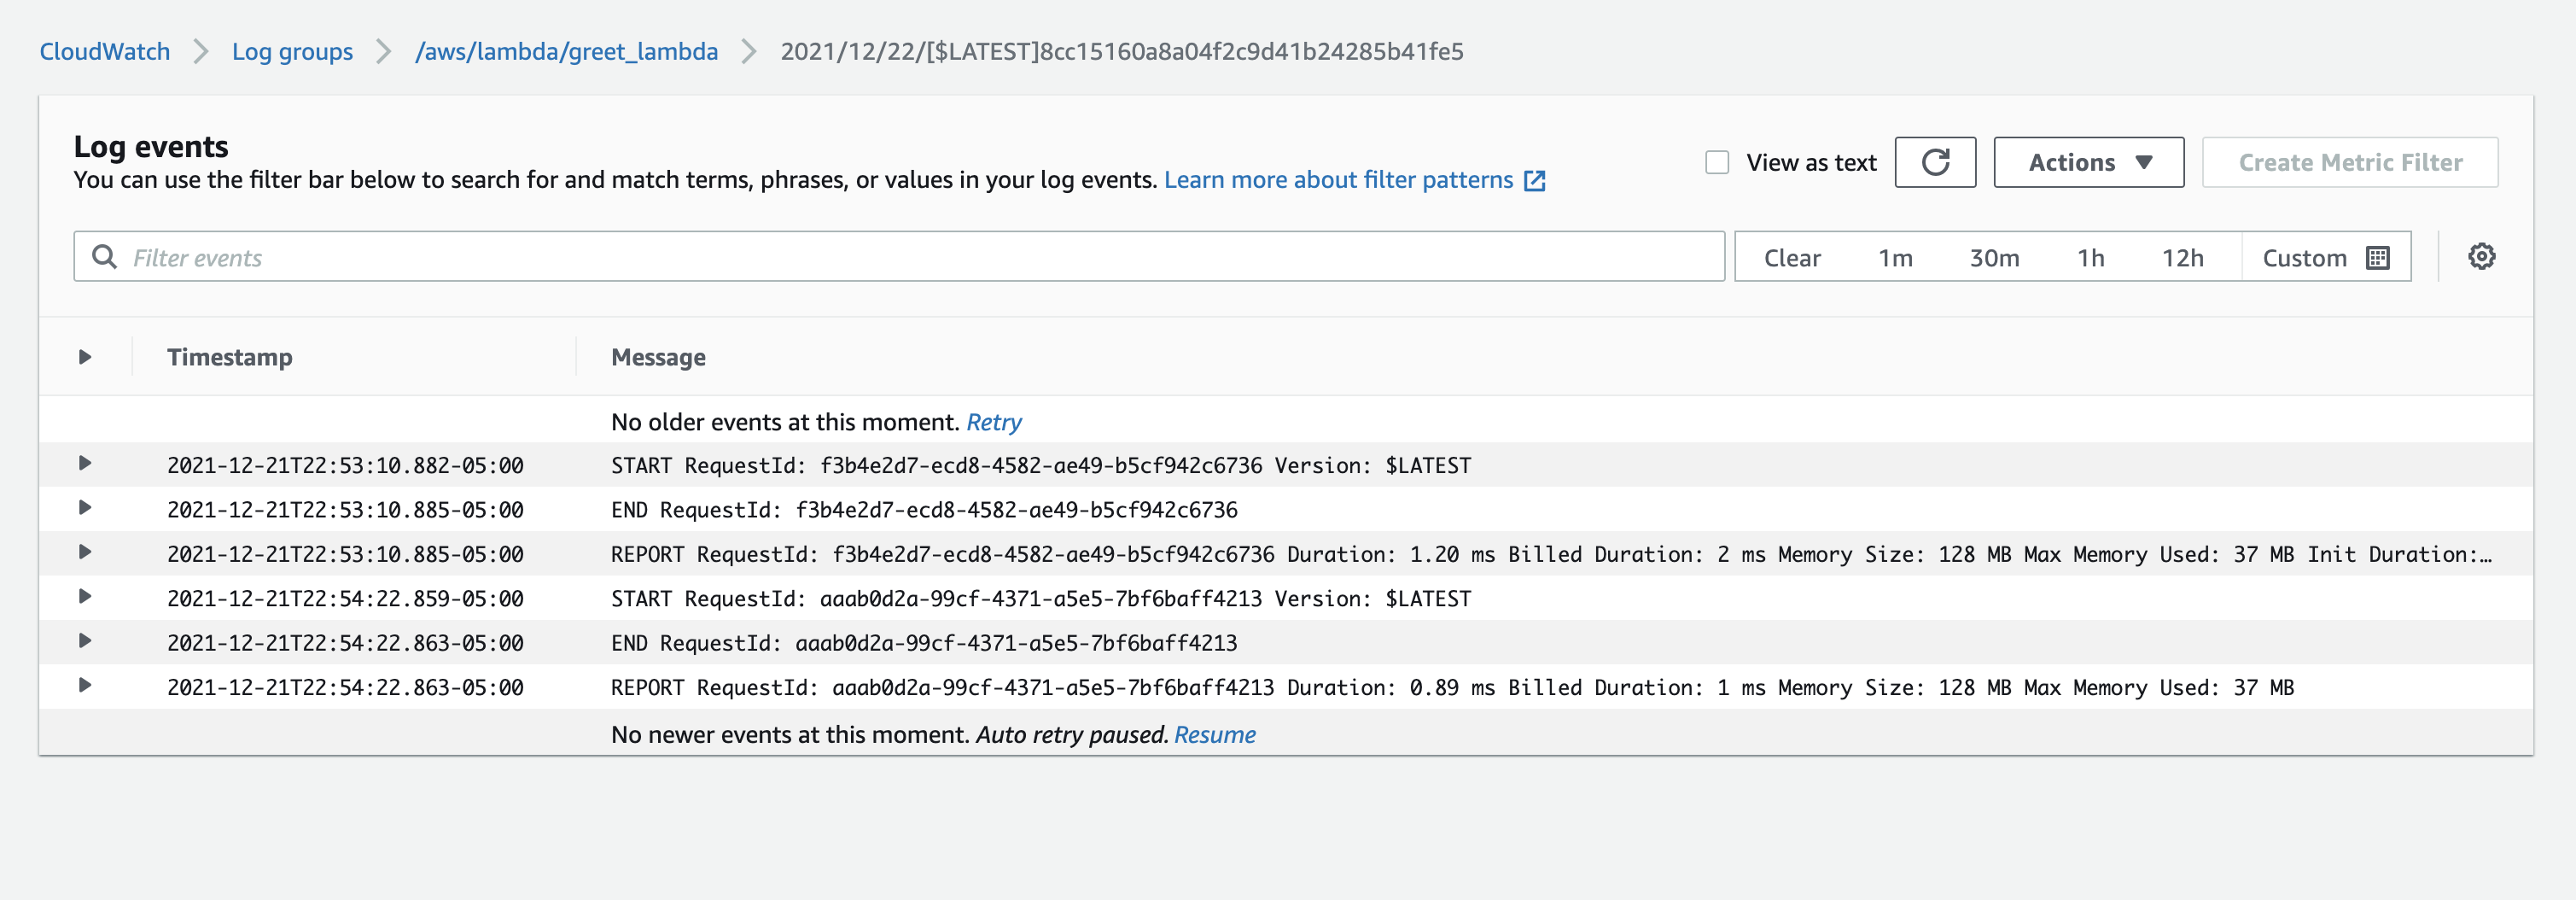 CloudWatch > Log groups > /aws/lambda/greet_lambda > 2021/12/22/[$LATEST]8cc15160a8a04f2c9d41b24285b41fe5
Log events
You can use the filter bar below to search for and match terms, phrases, or values in your log events. Learn more about filter patterns
View as text
Actions
Create Metric Filter
Filter events
Clear 1m 30m 1h 12h Custom
Timestamp Message
No older events at this moment. Retry
2021-12-21T22:53:10.882-05:00 START RequestId: f3b4e2d7-ecd8-4582-ae49-b5cf942c6736 Version: $LATEST
2021-12-21T22:53:10.885-05:00 END RequestId: f3b4e2d7-ecd8-4582-ae49-b5cf942c6736
2021-12-21T22:53:10.885-05:00 REPORT RequestId: f3b4e2d7-ecd8-4582-ae49-b5cf942c6736 Duration: 1.20 ms Billed Duration: 2 ms Memory Size: 128 MB Max Memory Used: 37 MB Init Duration:…
2021-12-21T22:54:22.859-05:00 START RequestId: aaab0d2a-99cf-4371-a5e5-7bf6baff4213 Version: $LATEST
2021-12-21T22:54:22.863-05:00 END RequestId: aaab0d2a-99cf-4371-a5e5-7bf6baff4213
2021-12-21T22:54:22.863-05:00 REPORT RequestId: aaab0d2a-99cf-4371-a5e5-7bf6baff4213 Duration: 0.89 ms Billed Duration: 1 ms Memory Size: 128 MB Max Memory Used: 37 MB
No newer events at this moment. Auto retry paused. Resume